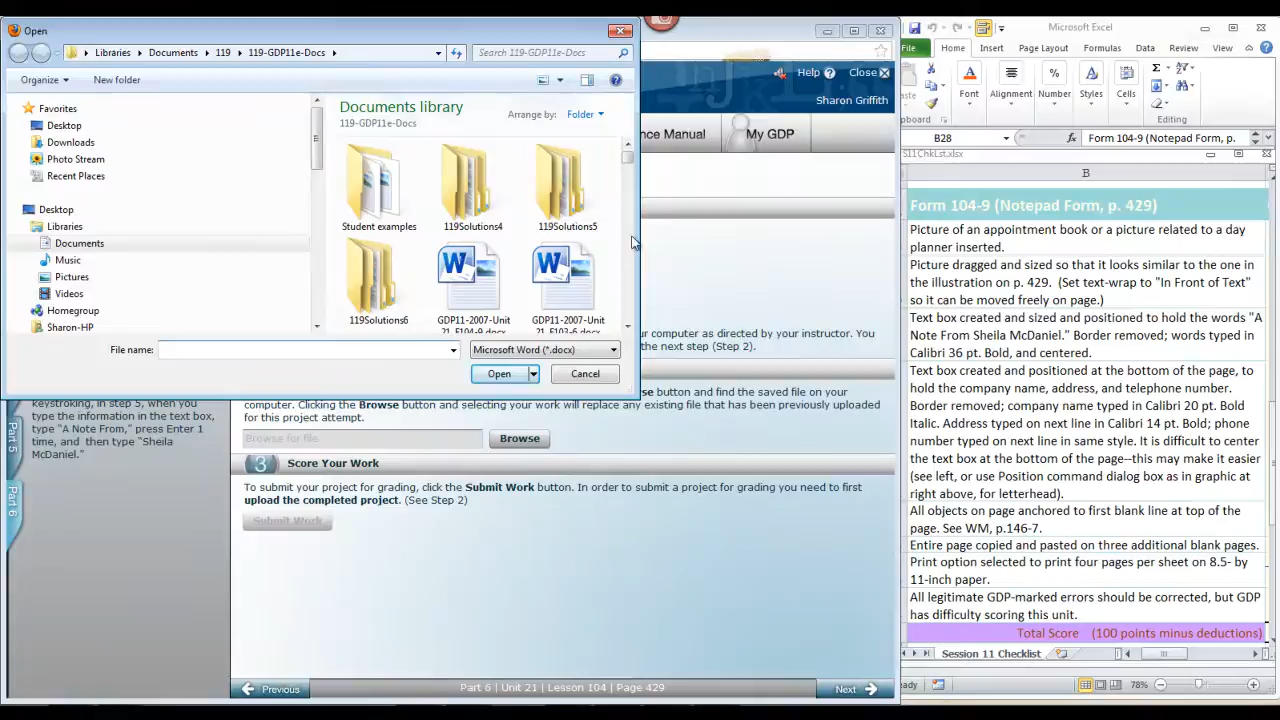 Open
Libraries ▸ Documents ▸ 119 ▸ 119-GDP11e-Docs ▸
Search 119-GDP11e-Docs
Organize
New folder
Favorites
Desktop
Downloads
Photo Stream
Recent Places
Desktop
Libraries
Documents
Music
Pictures
Videos
Homegroup
Sharon-HP
Documents library
119-GDP11e-Docs
Arrange by: Folder
Student examples
119Solutions4
119Solutions5
119Solutions6
GDP11-2007-Unit
21_F104-9.docx
GDP11-2007-Unit
21_F103-6.docx
File name:
Microsoft Word (*.docx)
Open
Cancel
Help ?
Close
Sharon Griffith
nce Manual
My GDP
computer as directed by your instructor. You
the next step (Step 2).
se button and find the saved file on your
computer. Clicking the Browse button and selecting your work will replace any existing file that has been previously uploaded
for this project attempt.
Browse for file.
Browse
3 Score Your Work
To submit your project for grading, click the Submit Work button. In order to submit a project for grading you need to first
upload the completed project. (See Step 2)
Submit Work
keystroking, in step 5, when you
type the information in the text box,
type "A Note From," press Enter 1
time, and then type "Sheila
McDaniel."
Part 5
Part 6
Previous
Part 6 | Unit 21 | Lesson 104 | Page 429
Next
Microsoft Excel
File
Home
Insert
Page Layout
Formulas
Data
Review
View
Paste
Font
Alignment
Number
Styles
Cells
Editing
B28
fx
Form 104-9 (Notepad Form, p.
S11ChkLst.xlsx
B
Form 104-9 (Notepad Form, p. 429)
Picture of an appointment book or a picture related to a day
planner inserted.
Picture dragged and sized so that it looks similar to the one in
the illustration on p. 429. (Set text-wrap to "In Front of Text"
so it can be moved freely on page.)
Text box created and sized and positioned to hold the words "A
Note From Sheila McDaniel." Border removed; words typed in
Calibri 36 pt. Bold, and centered.
Text box created and positioned at the bottom of the page, to
hold the company name, address, and telephone number.
Border removed; company name typed in Calibri 20 pt. Bold
Italic. Address typed on next line in Calibri 14 pt. Bold; phone
number typed on next line in same style. It is difficult to center
the text box at the bottom of the page--this may make it easier
(see left, or use Position command dialog box as in graphic at
right above, for letterhead).
All objects on page anchored to first blank line at top of the
page. See WM, p.146-7.
Entire page copied and pasted on three additional blank pages.
Print option selected to print four pages per sheet on 8.5- by
11-inch paper.
All legitimate GDP-marked errors should be corrected, but GDP
has difficulty scoring this unit.
Total Score (100 points minus deductions)
Session 11 Checklist
78%